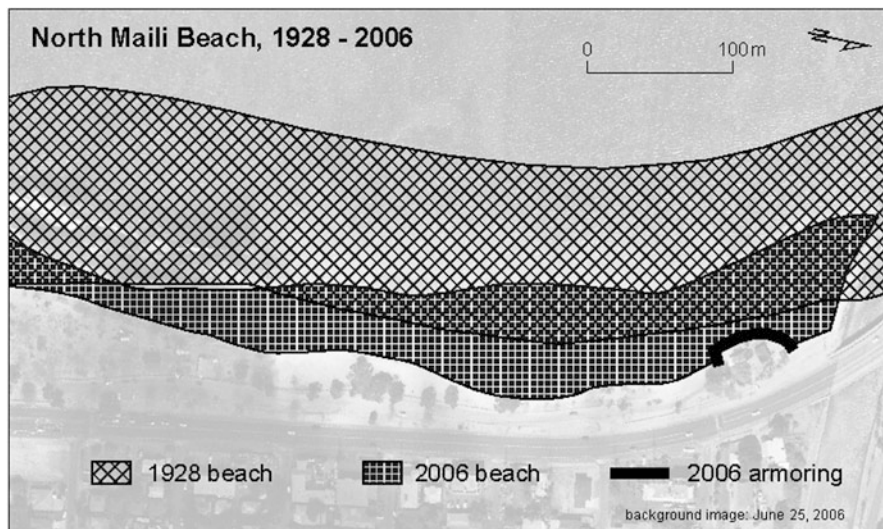 North Maili Beach, 1928 - 2006
0 100m
N
1928 beach 2006 beach 2006 armoring
background image: June 25, 2006